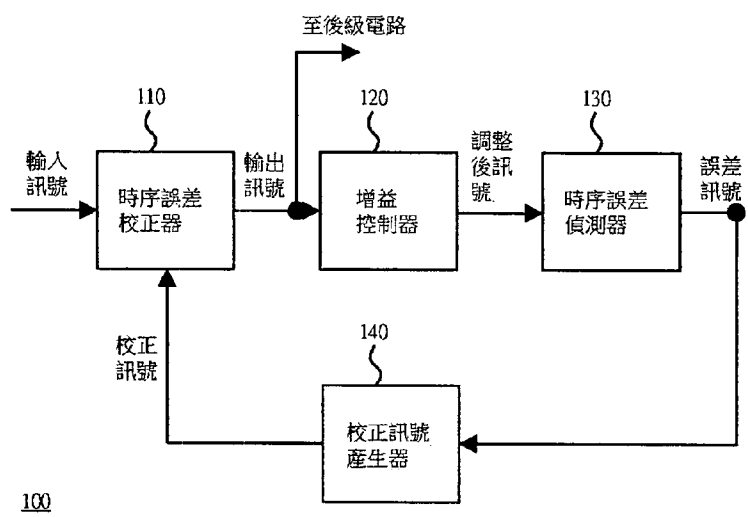 至後級電路
110
120
130
輸入
訊號
時序誤差
校正器
輸出
訊號
增益
控制器
調整
後訊
號
時序誤差
偵測器
誤差
訊號
校正
訊號
140
校正訊號
產生器
100